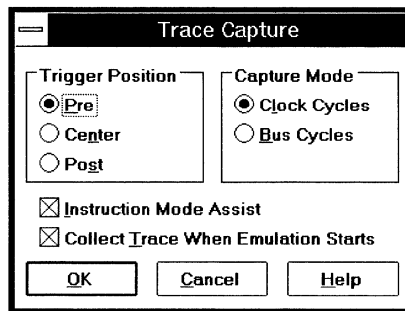 Trace Capture
Trigger Position
Pre
Center
Post
Capture Mode
Clock Cycles
Bus Cycles
Instruction Mode Assist
Collect Trace When Emulation Starts
OK
Cancel
Help